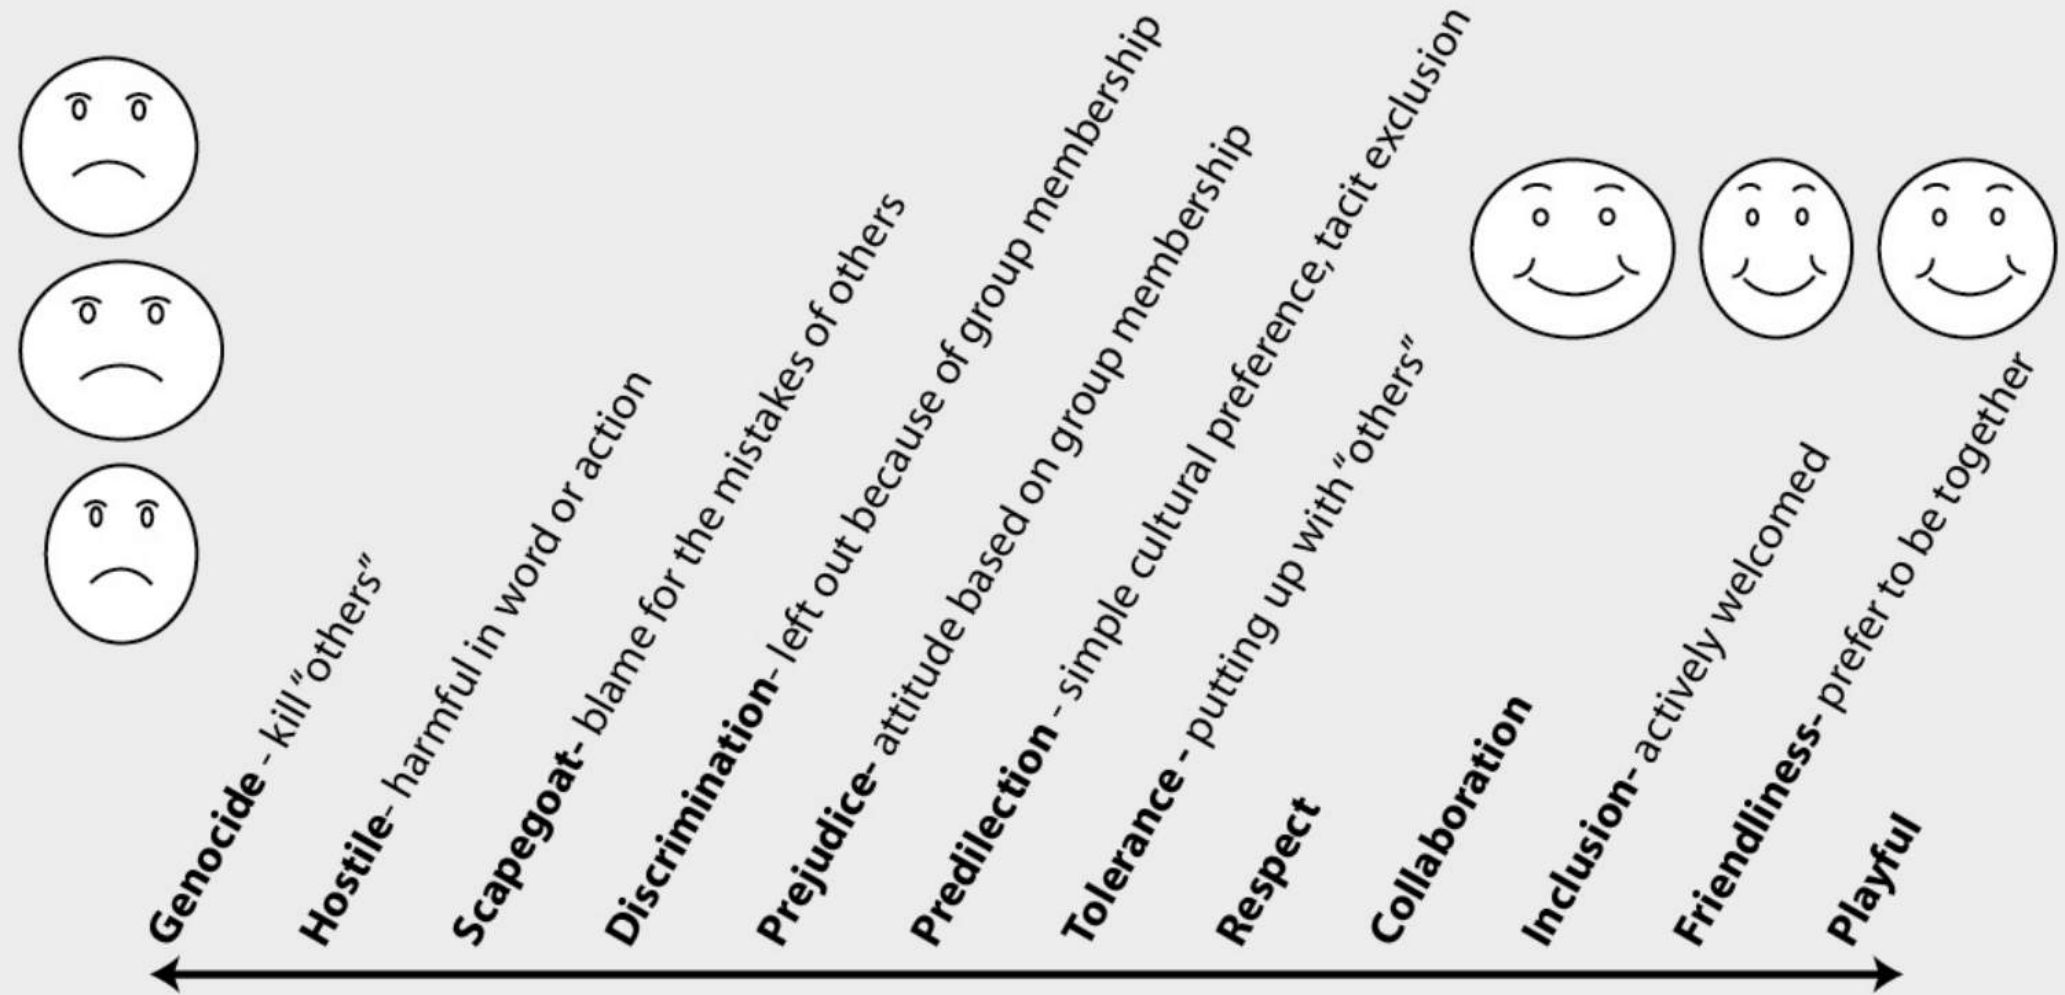 Genocide - kill "others"
Hostile- harmful in word or action
Scapegoat- blame for the mistakes of others
Discrimination- left out because of group membership
Prejudice- attitude based on group membership
Predilection - simple cultural preference, tacit exclusion
Tolerance - putting up with "others"
Respect
Collaboration
Inclusion- actively welcomed
Friendliness- prefer to be together
Playful